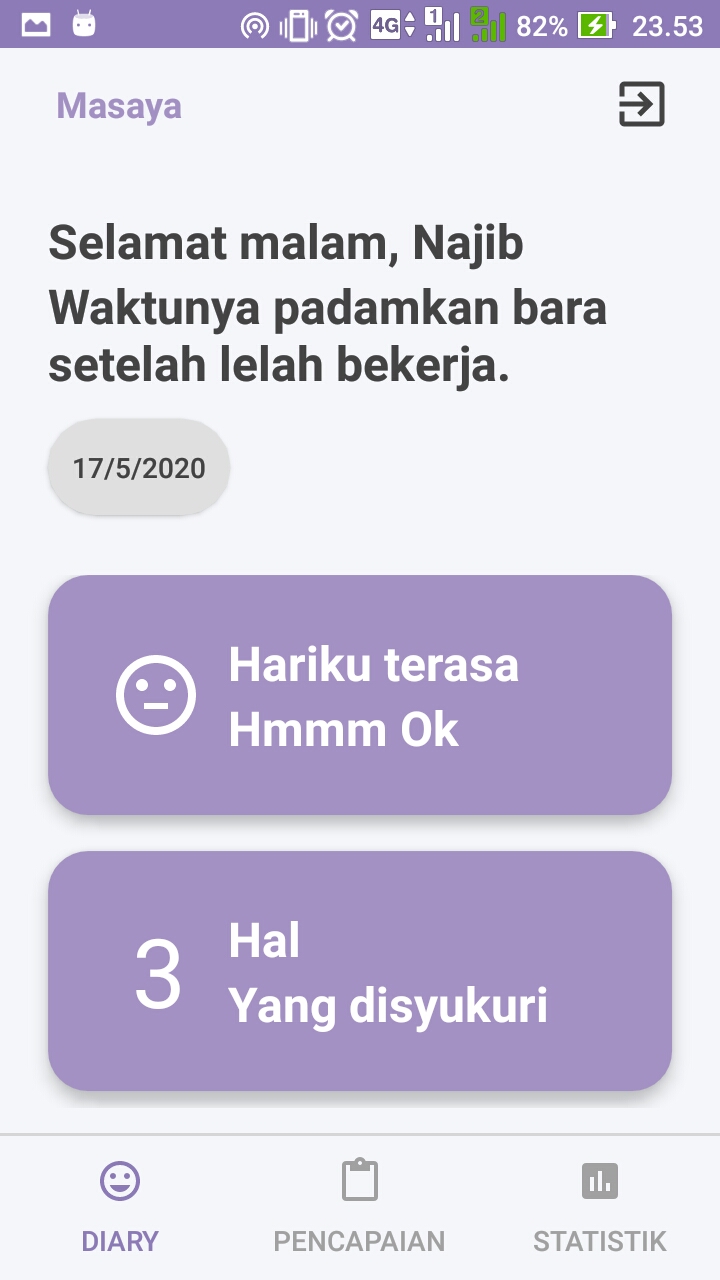 4G 1 2 82% 23.53
Masaya
Selamat malam, Najib
Waktunya padamkan bara
setelah lelah bekerja.
17/5/2020
Hariku terasa
Hmmm Ok
3 Hal
Yang disyukuri
DIARY PENCAPAIAN STATISTIK